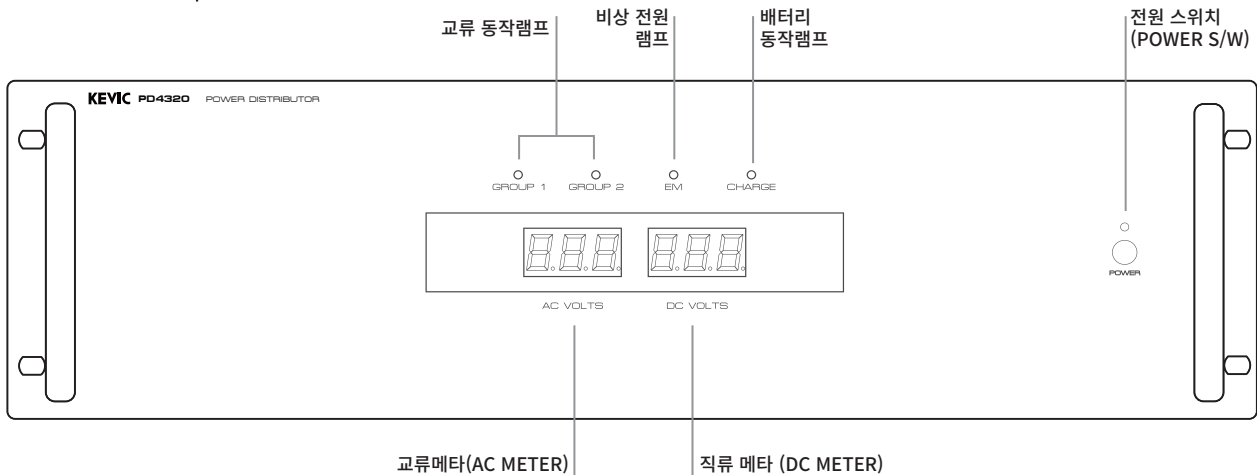 교류 동작램프
비상 전원
램프
배터리
동작램프
전원 스위치
(POWER S/W)
KEVIC PD4320 POWER DISTRIBUTOR
GROUP 1 GROUP 2 EM CHARGE
POWER
AC VOLTS DC VOLTS
교류메타(AC METER) 직류 메타 (DC METER)